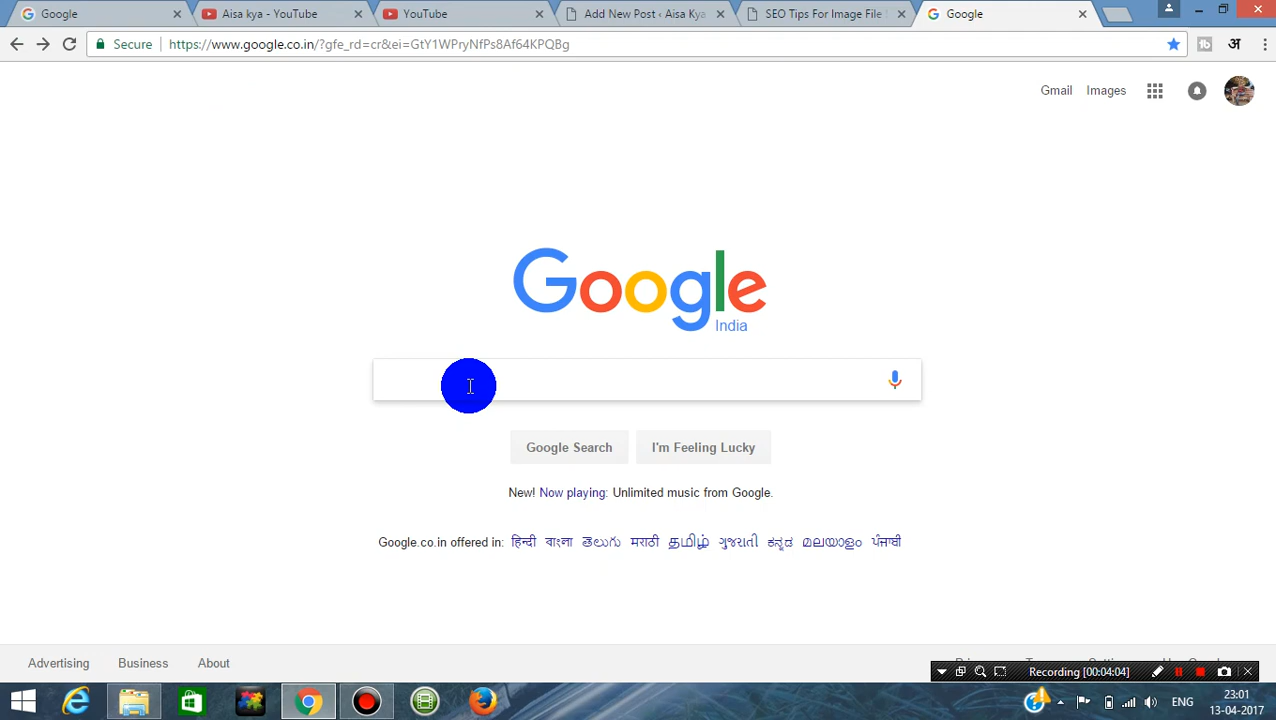 Google
Aisa kya - YouTube
YouTube
Add New Post ‹ Aisa Kya
SEO Tips For Image File
Google
Secure
https://www.google.co.in/?gfe_rd=cr&ei=GtY1WPryNfPs8Af64KPQBg
अ
Gmail
Images
Google
India
Google Search
I'm Feeling Lucky
New! Now playing: Unlimited music from Google.
Google.co.in offered in: हिन्दी বাংলা తెలుగు मराठी தமிழ் ગુજરાતી ಕನ್ನಡ മലയാളം ਪੰਜਾਬੀ
Advertising
Business
About
Recording [00:04:04]
ENG
23:01
13-04-2017